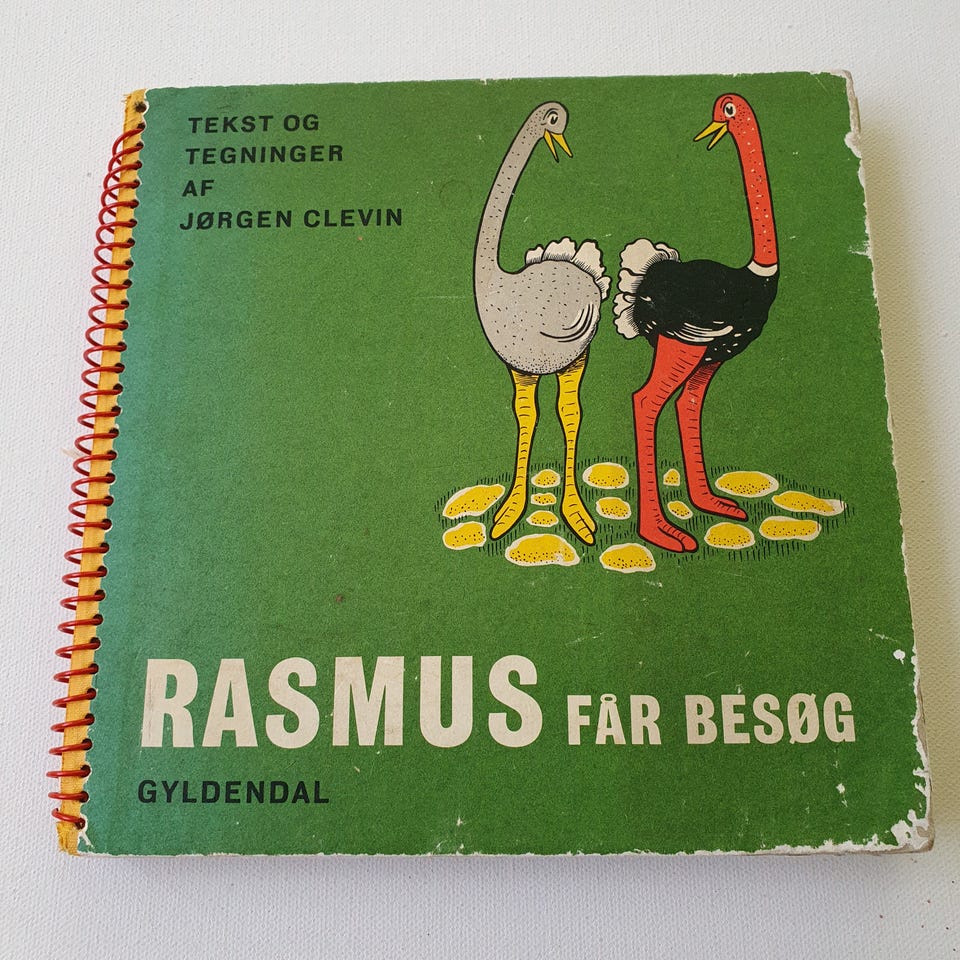 TEKST OG
TEGNINGER
AF
JØRGEN CLEVIN
RASMUS FÅR BESØG
GYLDENDAL